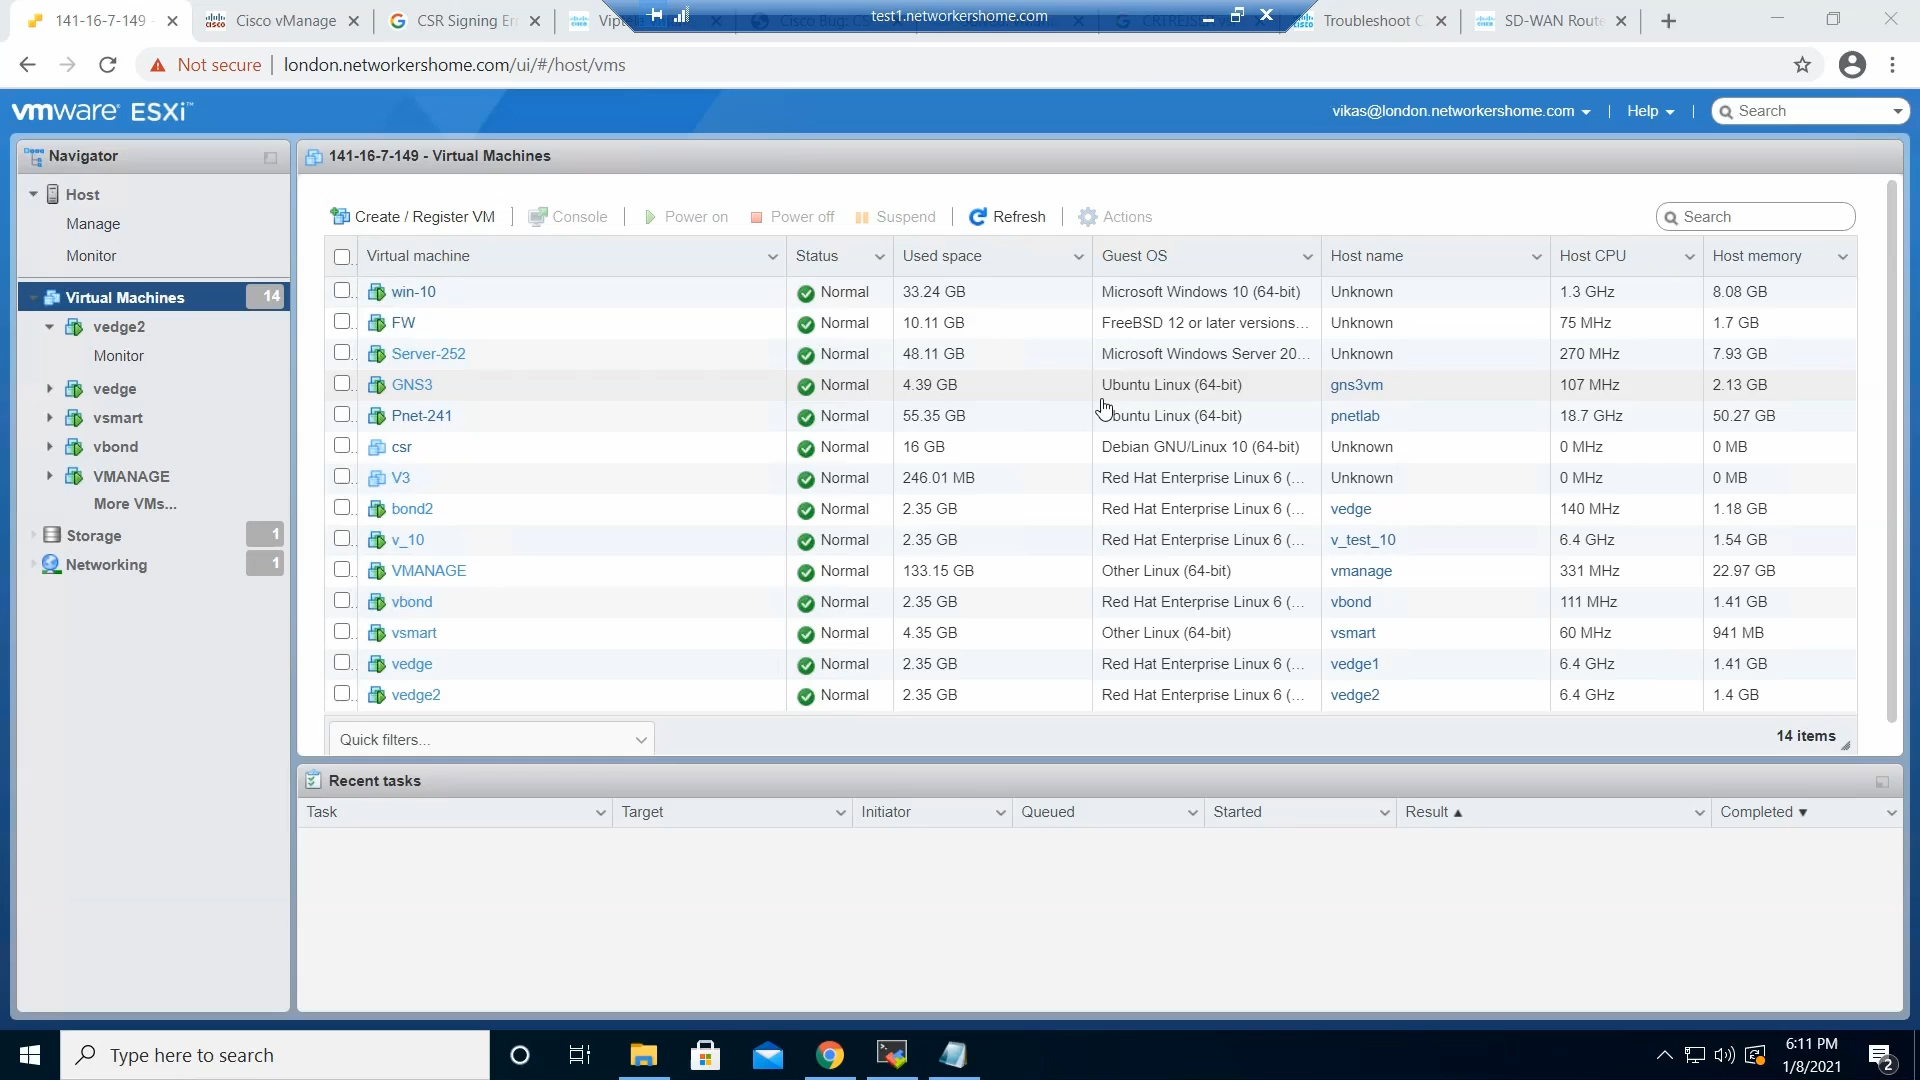 141-16-7-149 -
Cisco vManage
CSR Signing Er
Vipt
Cisco Bug: CS
test1.networkershome.com
Troubleshoot C
SD-WAN Route
Not secure
london.networkershome.com/ui/#/host/vms
vmware ESXi
vikas@london.networkershome.com
Help
Search
Navigator
Host
Manage
Monitor
Virtual Machines 14
vedge2
Monitor
vedge
vsmart
vbond
VMANAGE
More VMs...
Storage 1
Networking 1
141-16-7-149 - Virtual Machines
Create / Register VM Console Power on Power off Suspend Refresh Actions Search
Virtual machine Status Used space Guest OS Host name Host CPU Host memory
win-10 Normal 33.24 GB Microsoft Windows 10 (64-bit) Unknown 1.3 GHz 8.08 GB
FW Normal 10.11 GB FreeBSD 12 or later versions... Unknown 75 MHz 1.7 GB
Server-252 Normal 48.11 GB Microsoft Windows Server 20... Unknown 270 MHz 7.93 GB
GNS3 Normal 4.39 GB Ubuntu Linux (64-bit) gns3vm 107 MHz 2.13 GB
Pnet-241 Normal 55.35 GB Ubuntu Linux (64-bit) pnetlab 18.7 GHz 50.27 GB
csr Normal 16 GB Debian GNU/Linux 10 (64-bit) Unknown 0 MHz 0 MB
V3 Normal 246.01 MB Red Hat Enterprise Linux 6 (... Unknown 0 MHz 0 MB
bond2 Normal 2.35 GB Red Hat Enterprise Linux 6 (... vedge 140 MHz 1.18 GB
v_10 Normal 2.35 GB Red Hat Enterprise Linux 6 (... v_test_10 6.4 GHz 1.54 GB
VMANAGE Normal 133.15 GB Other Linux (64-bit) vmanage 331 MHz 22.97 GB
vbond Normal 2.35 GB Red Hat Enterprise Linux 6 (... vbond 111 MHz 1.41 GB
vsmart Normal 4.35 GB Other Linux (64-bit) vsmart 60 MHz 941 MB
vedge Normal 2.35 GB Red Hat Enterprise Linux 6 (... vedge1 6.4 GHz 1.41 GB
vedge2 Normal 2.35 GB Red Hat Enterprise Linux 6 (... vedge2 6.4 GHz 1.4 GB
Quick filters...
14 items
Recent tasks
Task Target Initiator Queued Started Result ▲ Completed ▼
Type here to search
6:11 PM
1/8/2021
2